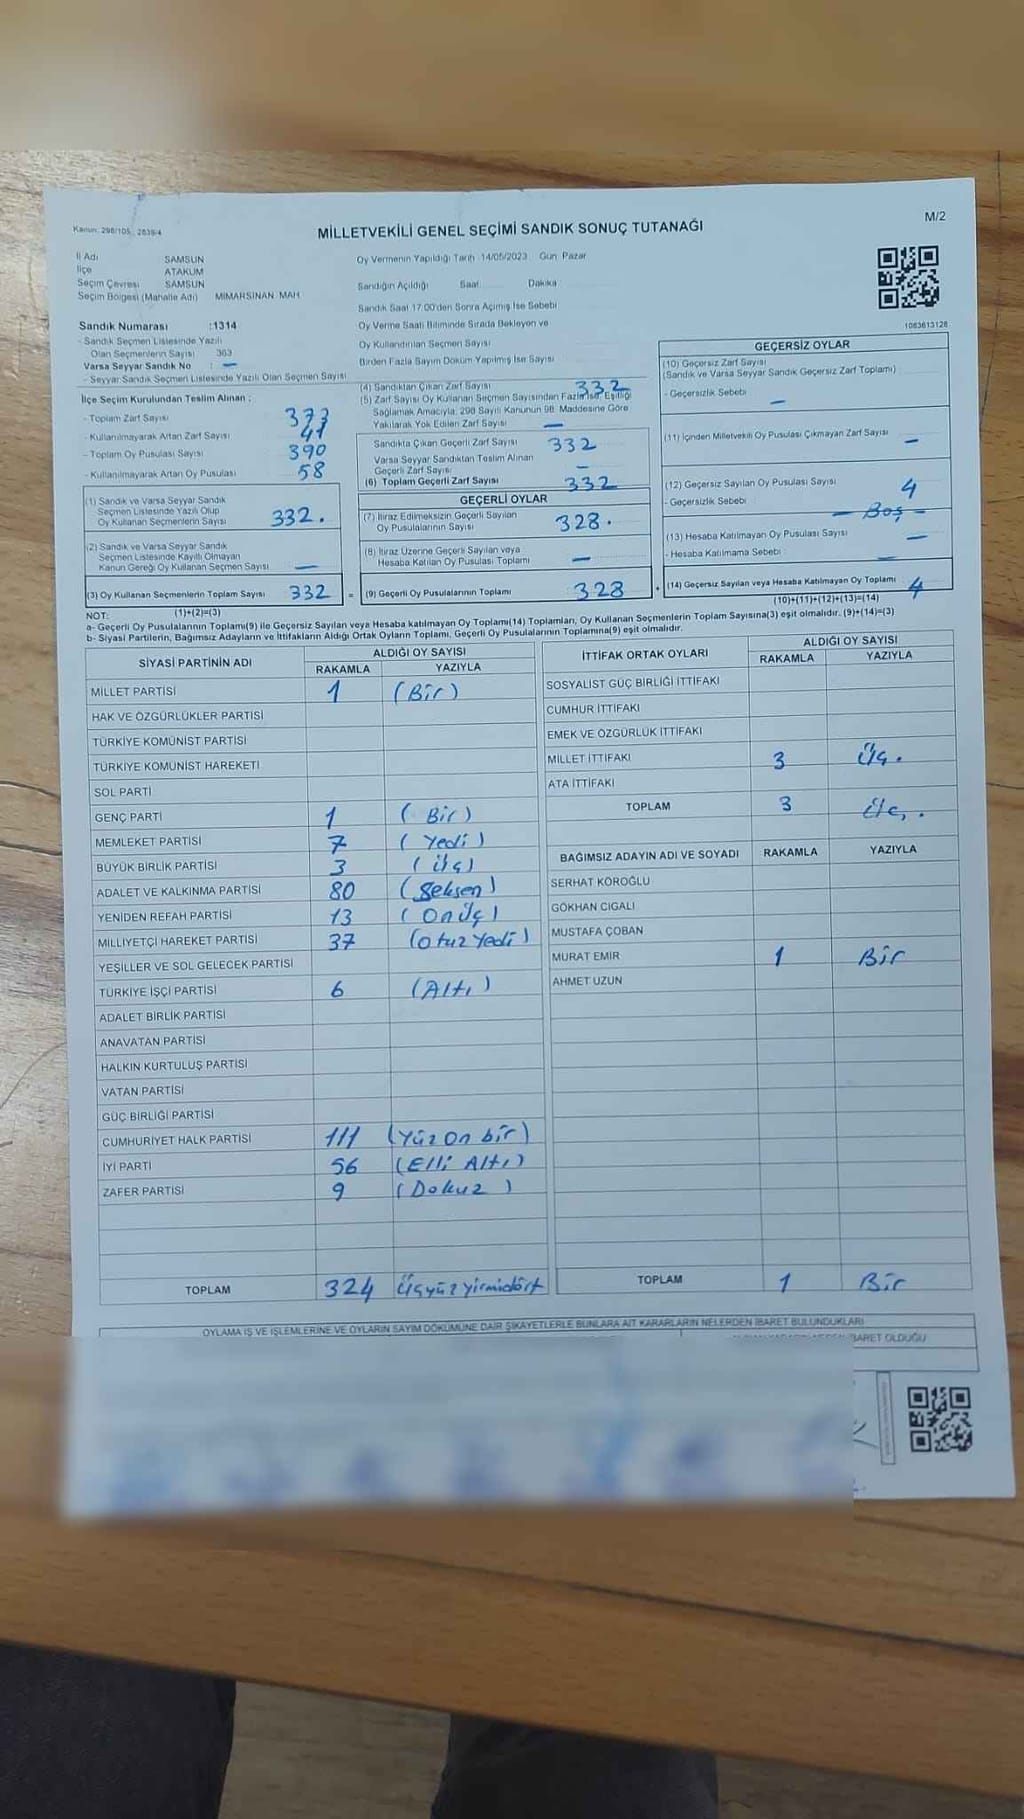 M/2
Kanun: 298/105, 2839/4
MİLLETVEKİLİ GENEL SEÇİMİ SANDIK SONUÇ TUTANAĞI
İl Adı SAMSUN
İlçe ATAKUM
Seçim Çevresi SAMSUN
Seçim Bölgesi (Mahalle Adı) MİMARSİNAN MAH
Sandık Numarası :1314
- Sandık Seçmen Listesinde Yazılı
Olan Seçmenlerin Sayısı 363
Varsa Seyyar Sandık No : —
- Seyyar Sandık Seçmen Listesinde Yazılı Olan Seçmen Sayısı
Oy Vermenin Yapıldığı Tarih 14/05/2023 Gün Pazar
Sandığın Açıldığı Saat Dakika
Sandık Saat 17.00'den Sonra Açılmış İse Sebebi
Oy Verme Saati Bitiminde Sırada Bekleyen ve
Oy Kullandırılan Seçmen Sayısı
Birden Fazla Sayım Döküm Yapılmış İse Sayısı
1083613128
İlçe Seçim Kurulundan Teslim Alınan ;
- Toplam Zarf Sayısı 373
- Kullanılmayarak Artan Zarf Sayısı 41
- Toplam Oy Pusulası Sayısı 390
- Kullanılmayarak Artan Oy Pusulası 58
(1) Sandık ve Varsa Seyyar Sandık
Seçmen Listesinde Yazılı Olup
Oy Kullanan Seçmenlerin Sayısı 332.
(2) Sandık ve Varsa Seyyar Sandık
Seçmen Listesinde Kayıtlı Olmayan
Kanun Gereği Oy Kullanan Seçmen Sayısı —
(3) Oy Kullanan Seçmenlerin Toplam Sayısı 332 =
(1)+(2)=(3)
(4) Sandıktan Çıkan Zarf Sayısı 332
(5) Zarf Sayısı Oy Kullanan Seçmen Sayısından Fazla ise, Eşitliği
Sağlamak Amacıyla, 298 Sayılı Kanunun 98. Maddesine Göre
Yakılarak Yok Edilen Zarf Sayısı —
Sandıkta Çıkan Geçerli Zarf Sayısı 332
Varsa Seyyar Sandıktan Teslim Alınan
Geçerli Zarf Sayısı —
(6) Toplam Geçerli Zarf Sayısı 332
GEÇERLİ OYLAR
(7) İtiraz Edilmeksizin Geçerli Sayılan
Oy Pusulalarının Sayısı 328.
(8) İtiraz Üzerine Geçerli Sayılan veya
Hesaba Katılan Oy Pusulası Toplamı —
(9) Geçerli Oy Pusulalarının Toplamı 328 +
GEÇERSİZ OYLAR
(10) Geçersiz Zarf Sayısı
(Sandık ve Varsa Seyyar Sandık Geçersiz Zarf Toplamı)
- Geçersizlik Sebebi —
(11) İçinden Milletvekili Oy Pusulası Çıkmayan Zarf Sayısı —
(12) Geçersiz Sayılan Oy Pusulası Sayısı 4
- Geçersizlik Sebebi - Boş -
(13) Hesaba Katılmayan Oy Pusulası Sayısı —
- Hesaba Katılmama Sebebi —
(14) Geçersiz Sayılan veya Hesaba Katılmayan Oy Toplamı 4
(10)+(11)+(12)+(13)=(14)
NOT:
a- Geçerli Oy Pusulalarının Toplamı(9) ile Geçersiz Sayılan veya Hesaba Katılmayan Oy Toplamı(14) Toplamları, Oy Kullanan Seçmenlerin Toplam Sayısına(3) eşit olmalıdır. (9)+(14)=(3)
b- Siyasi Partilerin, Bağımsız Adayların ve İttifakların Aldığı Ortak Oyların Toplamı, Geçerli Oy Pusulalarının Toplamına(9) eşit olmalıdır.
SİYASİ PARTİNİN ADI ALDIĞI OY SAYISI
RAKAMLA YAZIYLA
MİLLET PARTİSİ 1 (Bir)
HAK VE ÖZGÜRLÜKLER PARTİSİ
TÜRKİYE KOMÜNİST PARTİSİ
TÜRKİYE KOMÜNİST HAREKETİ
SOL PARTİ
GENÇ PARTİ 1 (Bir)
MEMLEKET PARTİSİ 7 (Yedi)
BÜYÜK BİRLİK PARTİSİ 3 (Üç)
ADALET VE KALKINMA PARTİSİ 80 (Seksen)
YENİDEN REFAH PARTİSİ 13 (Onüç)
MİLLİYETÇİ HAREKET PARTİSİ 37 (Otuz Yedi)
YEŞİLLER VE SOL GELECEK PARTİSİ
TÜRKİYE İŞÇİ PARTİSİ 6 (Altı)
ADALET BİRLİK PARTİSİ
ANAVATAN PARTİSİ
HALKIN KURTULUŞ PARTİSİ
VATAN PARTİSİ
GÜÇ BİRLİĞİ PARTİSİ
CUMHURİYET HALK PARTİSİ 111 (Yüz On bir)
İYİ PARTİ 56 (Elli Altı)
ZAFER PARTİSİ 9 (Dokuz)
TOPLAM 324 Üçyüz yirmidört
İTTİFAK ORTAK OYLARI ALDIĞI OY SAYISI
RAKAMLA YAZIYLA
SOSYALİST GÜÇ BİRLİĞİ İTTİFAKI
CUMHUR İTTİFAKI
EMEK VE ÖZGÜRLÜK İTTİFAKI
MİLLET İTTİFAKI 3 Üç.
ATA İTTİFAKI
TOPLAM 3 Üç.
BAĞIMSIZ ADAYIN ADI VE SOYADI RAKAMLA YAZIYLA
SERHAT KÖROĞLU
GÖKHAN CIGALI
MUSTAFA ÇOBAN
MURAT EMİR 1 Bir
AHMET UZUN
TOPLAM 1 Bir
OYLAMA İŞ VE İŞLEMLERİNE VE OYLARIN SAYIM DÖKÜMÜNE DAİR ŞİKAYETLERLE BUNLARA AİT KARARLARIN NELERDEN İBARET BULUNDUKLARI
İBARET OLDUĞU